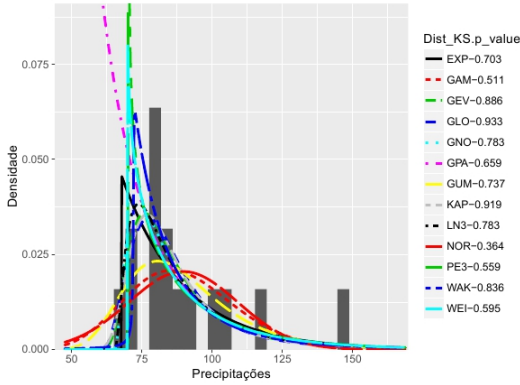 Dist_KS.p_value
EXP−0.703
GAM−0.511
GEV−0.886
GLO−0.933
GNO−0.783
GPA−0.659
GUM−0.737
KAP−0.919
LN3−0.783
NOR−0.364
PE3−0.559
WAK−0.836
WEI−0.595
Densidade
0.075
0.050
0.025
0.000
50 75 100 125 150
Precipitações